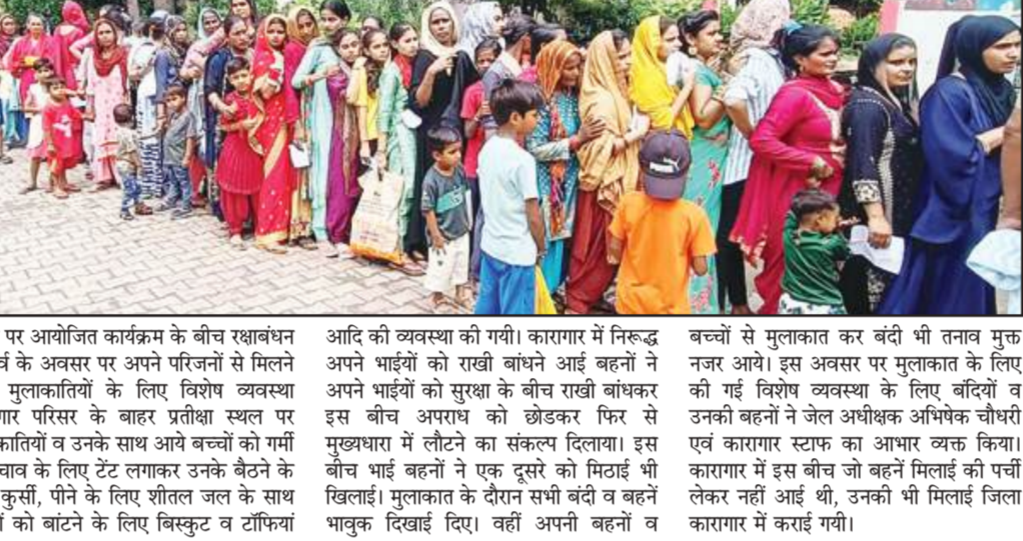 पर आयोजित कार्यक्रम के बीच रक्षाबंधन
के अवसर पर अपने परिजनों से मिलने
मुलाकातियों के लिए विशेष व्यवस्था
परिसर के बाहर प्रतीक्षा स्थल पर
व उनके साथ आये बच्चों को गर्मी
के लिए टेंट लगाकर उनके बैठने के
कुर्सी, पीने के लिए शीतल जल के साथ
को बांटने के लिए बिस्कुट व टॉफियां
आदि की व्यवस्था की गयी। कारागार में निरूद्ध
अपने भाईयों को राखी बांधने आई बहनों ने
अपने भाईयों को सुरक्षा के बीच राखी बांधकर
इस बीच अपराध को छोडकर फिर से
मुख्यधारा में लौटने का संकल्प दिलाया। इस
बीच भाई बहनों ने एक दूसरे को मिठाई भी
खिलाई। मुलाकात के दौरान सभी बंदी व बहनें
भावुक दिखाई दिए। वहीं अपनी बहनों व
बच्चों से मुलाकात कर बंदी भी तनाव मुक्त
नजर आये। इस अवसर पर मुलाकात के लिए
की गई विशेष व्यवस्था के लिए बंदियों व
उनकी बहनों ने जेल अधीक्षक अभिषेक चौधरी
एवं कारागार स्टाफ का आभार व्यक्त किया।
कारागार में इस बीच जो बहनें मिलाई की पर्ची
लेकर नहीं आई थी, उनकी भी मिलाई जिला
कारागार में कराई गयी।